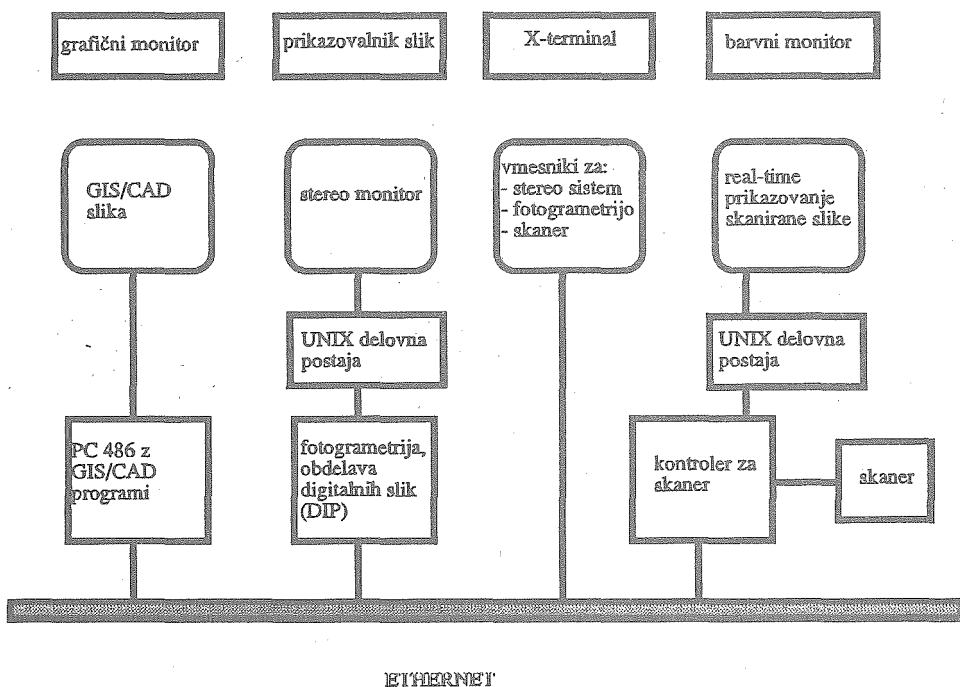 grafični monitor
prikazovalnik slik
X-terminal
barvni monitor
GIS/CAD
slika
stereo monitor
vmesniki za:
- stereo sistem
- fotogrametrijo
- skaner
real-time
prikazovanje
skanirane slike
UNIX delovna
postaja
UNIX delovna
postaja
PC 486 z
GIS/CAD
programi
fotogrametrija,
obdelava
digitalnih slik
(DIP)
kontroler za
skaner
skaner
ETHERNET